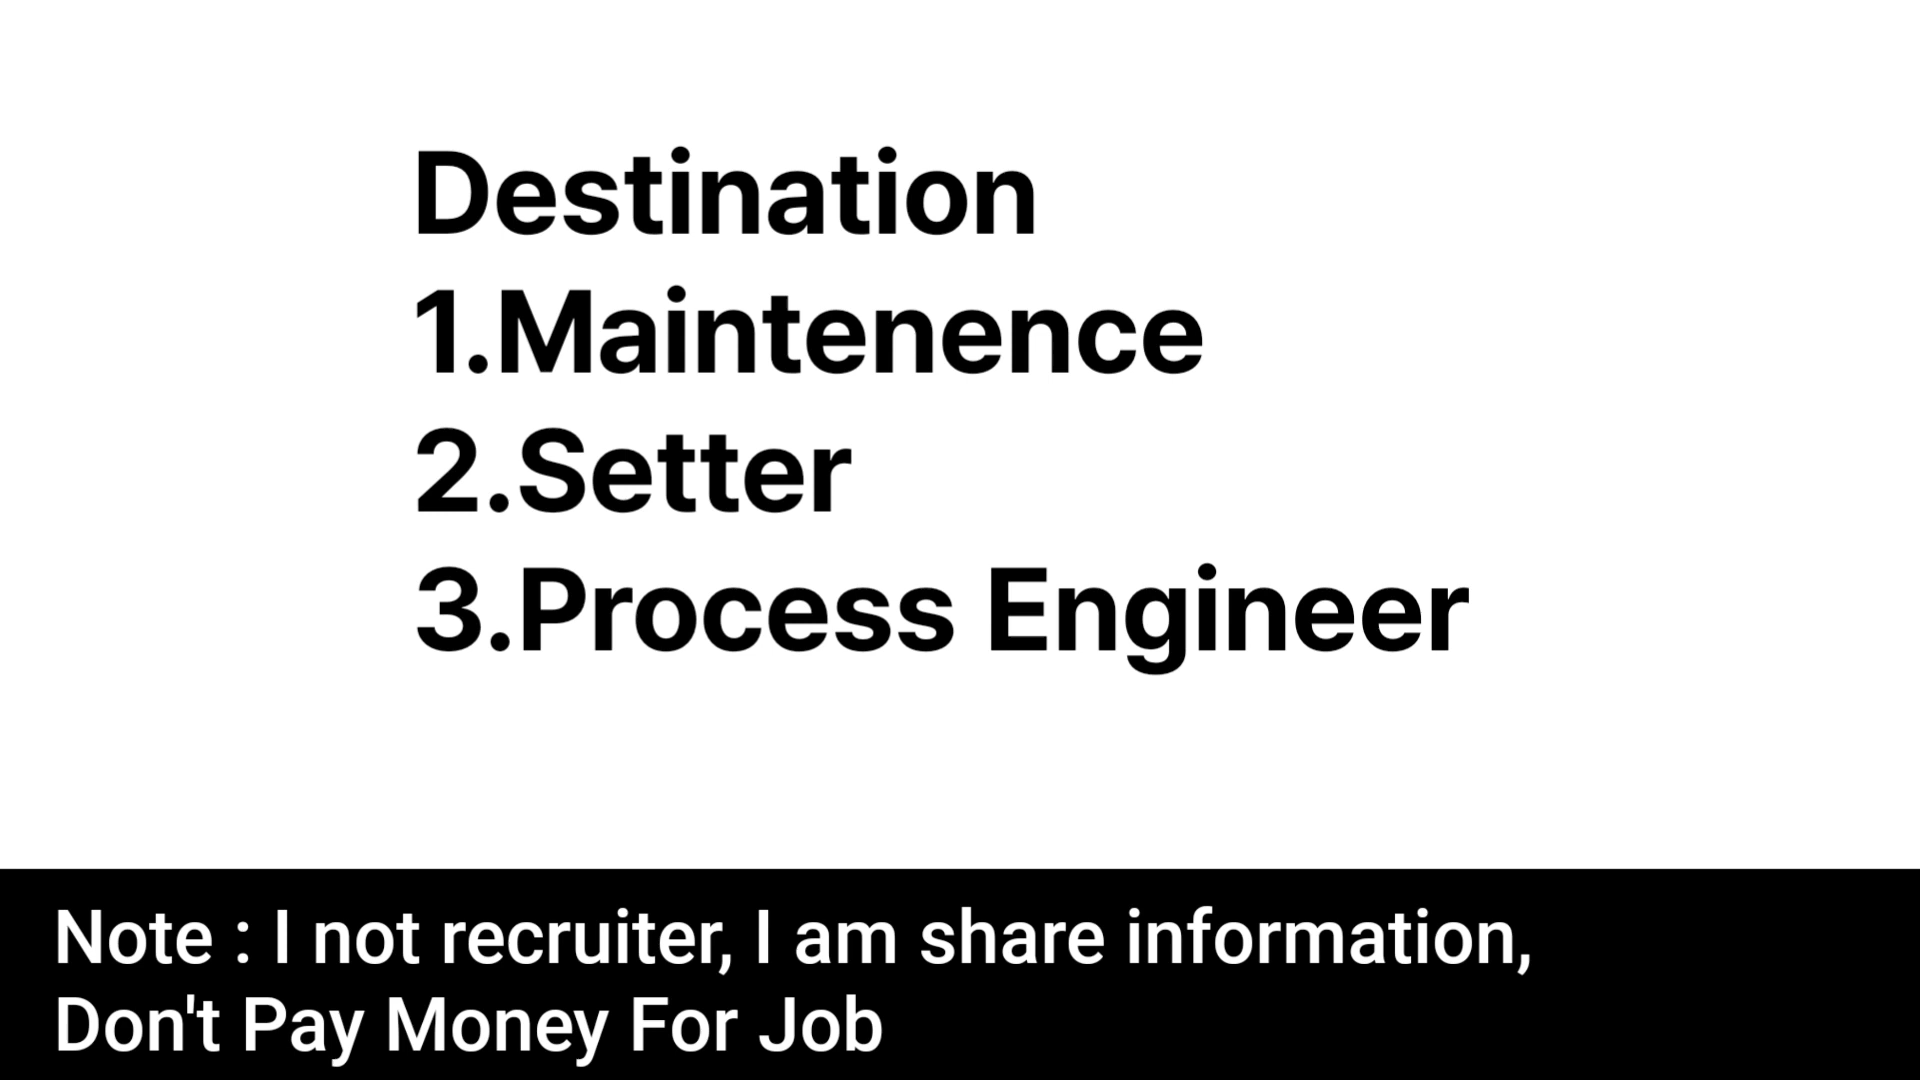 Destination
1.Maintenence
2.Setter
3.Process Engineer
Note : I not recruiter, I am share information,
Don't Pay Money For Job